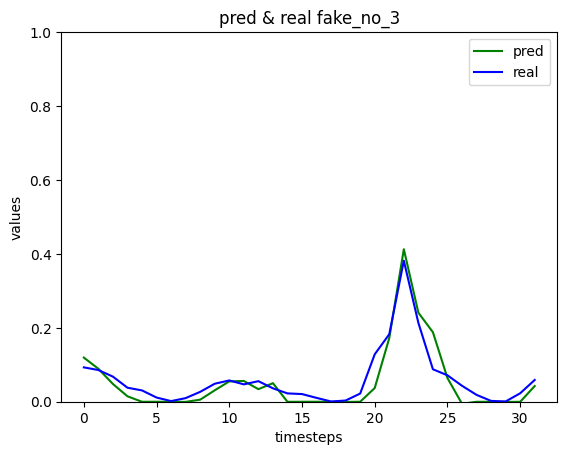 pred & real fake_no_3
1.0
0.8
0.6
0.4
0.2
0.0
values
pred
real
0 5 10 15 20 25 30
timesteps